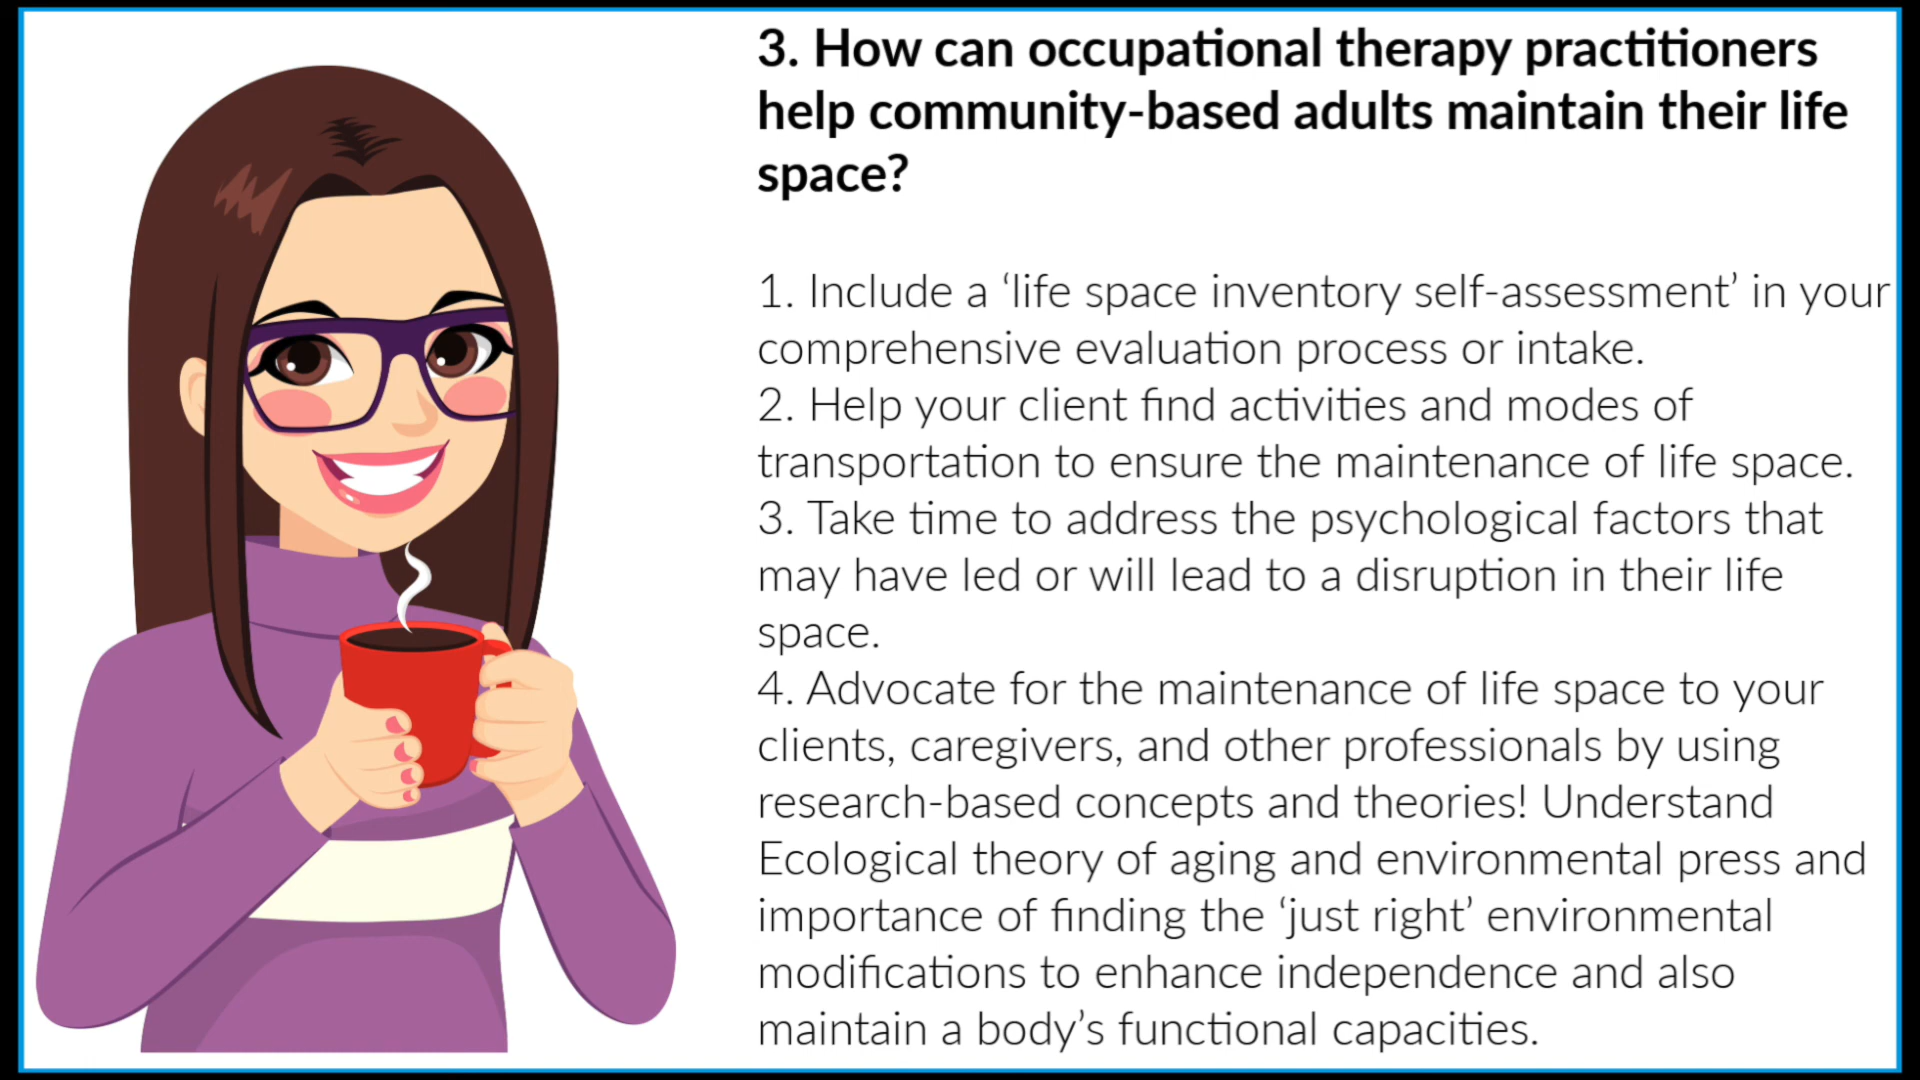 3. How can occupational therapy practitioners
help community-based adults maintain their life
space?
1. Include a ‘life space inventory self-assessment’ in your
comprehensive evaluation process or intake.
2. Help your client find activities and modes of
transportation to ensure the maintenance of life space.
3. Take time to address the psychological factors that
may have led or will lead to a disruption in their life
space.
4. Advocate for the maintenance of life space to your
clients, caregivers, and other professionals by using
research-based concepts and theories! Understand
Ecological theory of aging and environmental press and
importance of finding the ‘just right’ environmental
modifications to enhance independence and also
maintain a body’s functional capacities.